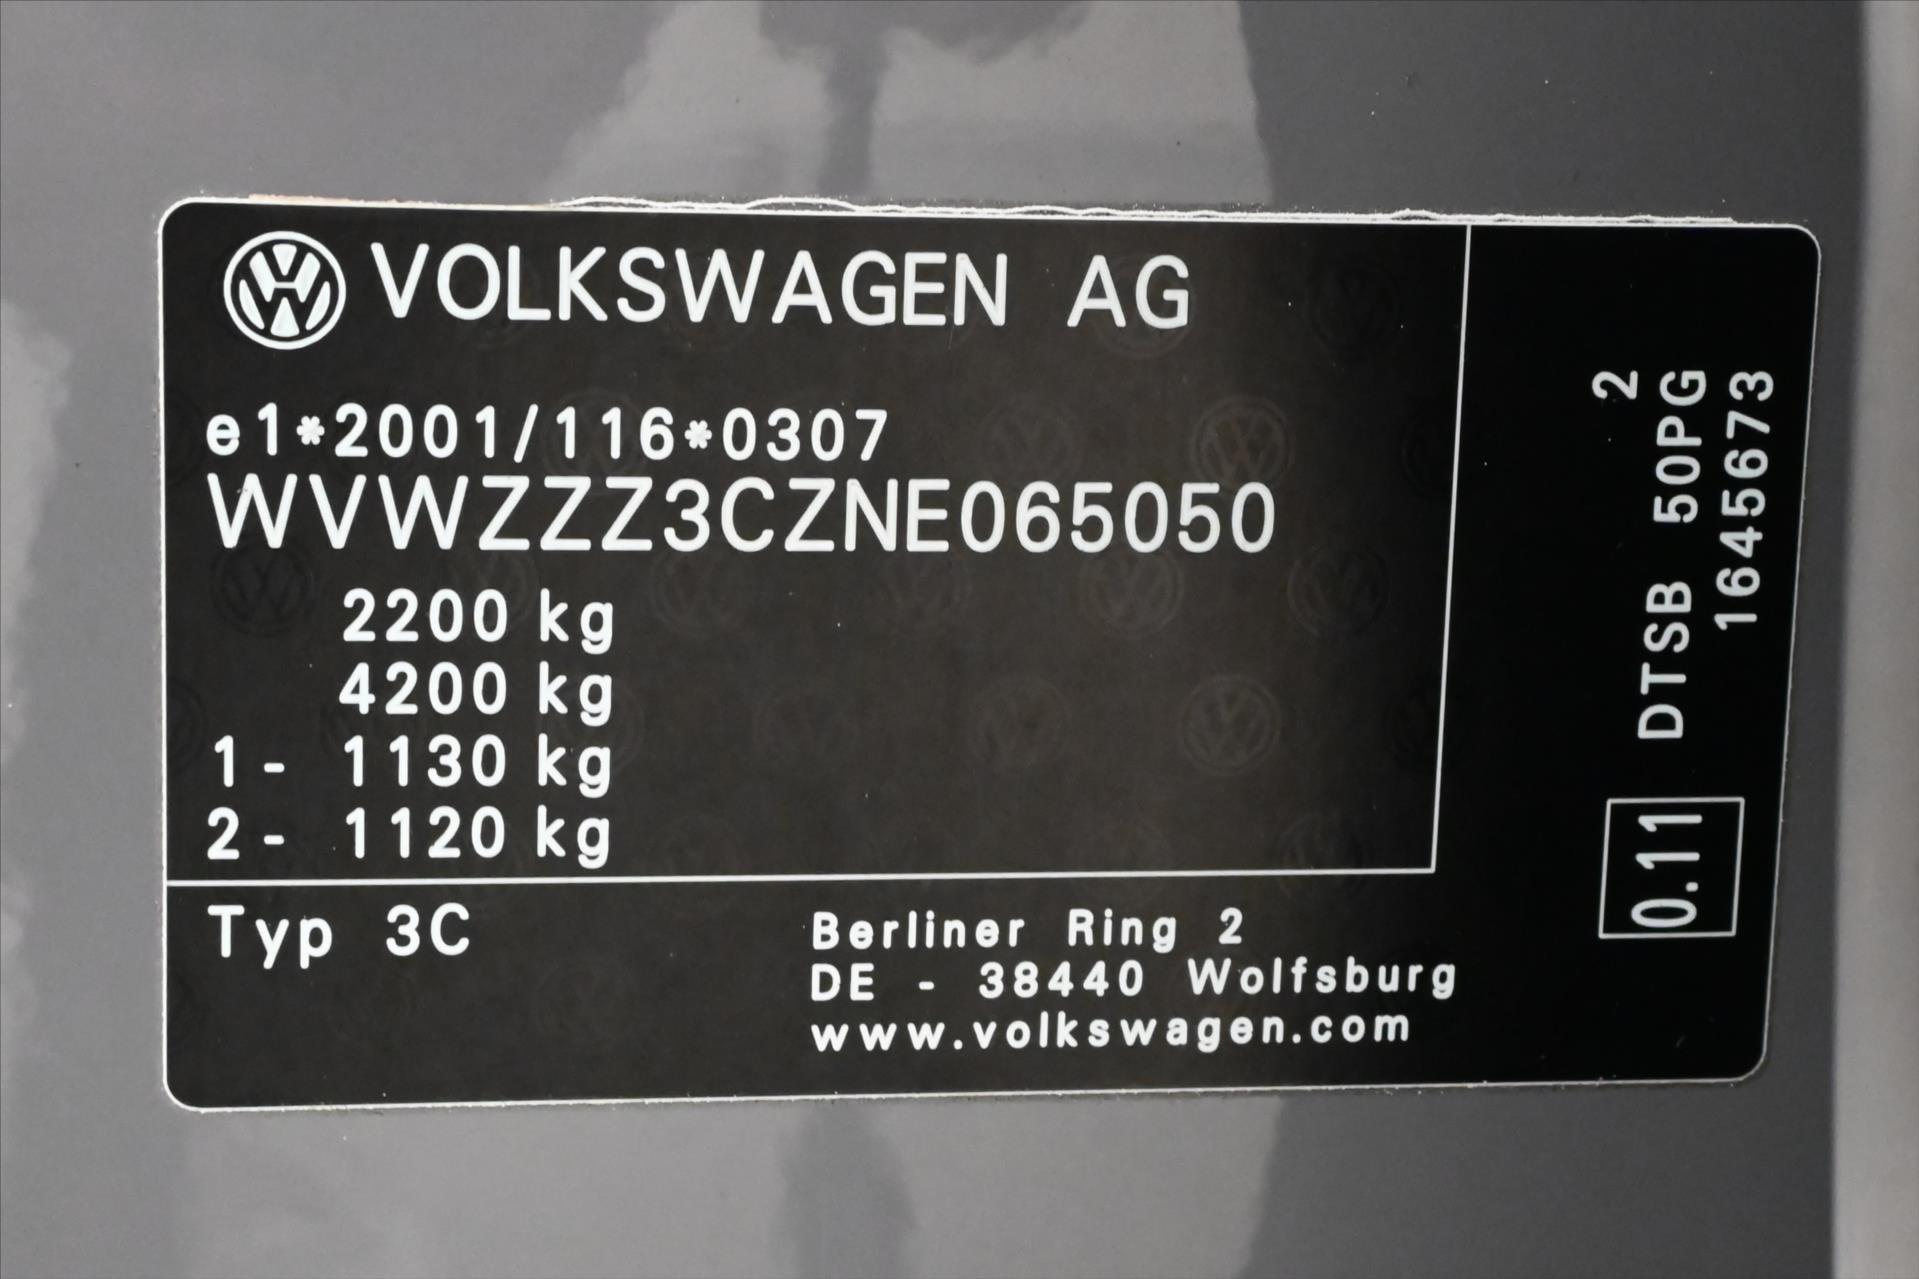 VOLKSWAGEN AG
e1*2001/116*0307
WVWZZZ3CZNE065050
2200 kg
4200 kg
1- 1130 kg
2- 1120 kg
Typ 3C
Berliner Ring 2
DE - 38440 Wolfsburg
www.volkswagen.com
0.11
2
DTSB 50PG
1645673